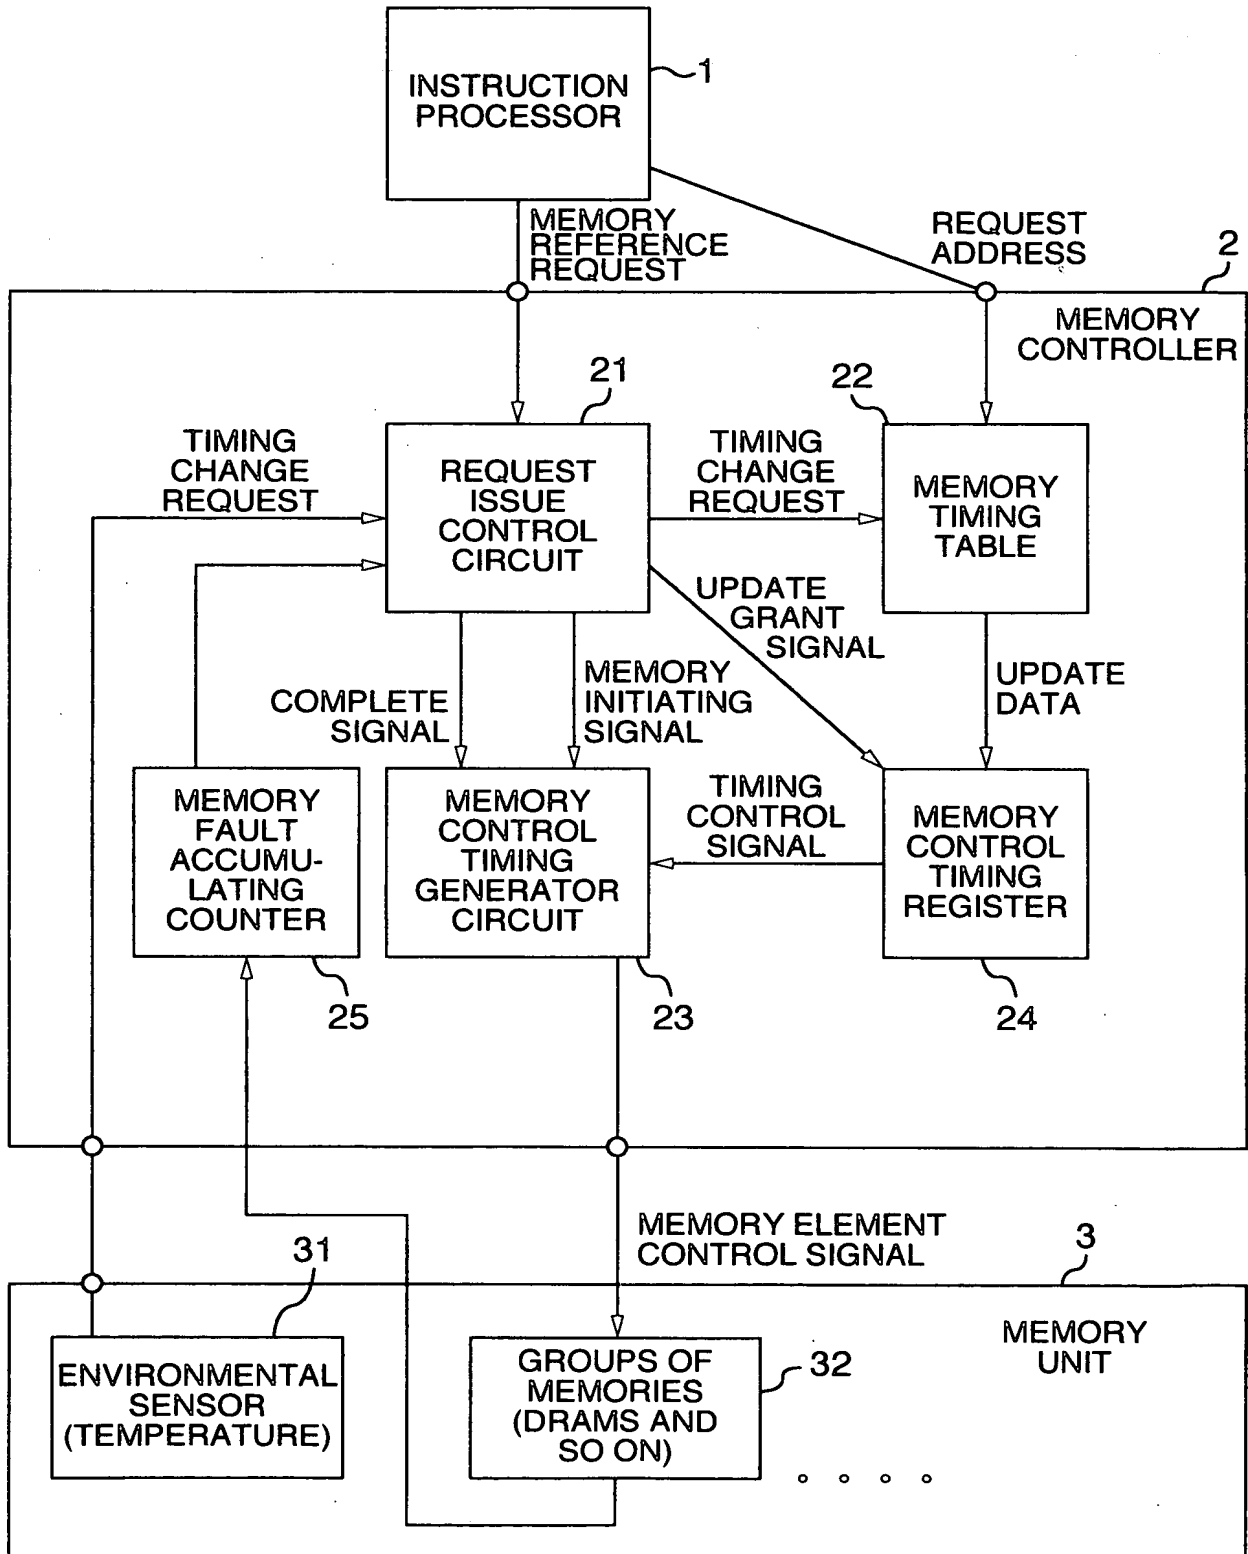 INSTRUCTION
PROCESSOR
1
MEMORY
REFERENCE
REQUEST
REQUEST
ADDRESS
2
MEMORY
CONTROLLER
21
22
TIMING
CHANGE
REQUEST
REQUEST
ISSUE
CONTROL
CIRCUIT
TIMING
CHANGE
REQUEST
MEMORY
TIMING
TABLE
UPDATE
GRANT
SIGNAL
COMPLETE
SIGNAL
MEMORY
INITIATING
SIGNAL
UPDATE
DATA
MEMORY
FAULT
ACCUMU-
LATING
COUNTER
MEMORY
CONTROL
TIMING
GENERATOR
CIRCUIT
TIMING
CONTROL
SIGNAL
MEMORY
CONTROL
TIMING
REGISTER
25
23
24
MEMORY ELEMENT
CONTROL SIGNAL
31
3
ENVIRONMENTAL
SENSOR
(TEMPERATURE)
GROUPS OF
MEMORIES
(DRAMS AND
SO ON)
32
MEMORY
UNIT